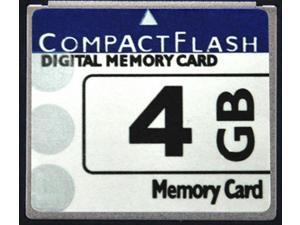 COMPACTFLASH
DIGITAL MEMORY CARD
4 GB
Memory Card